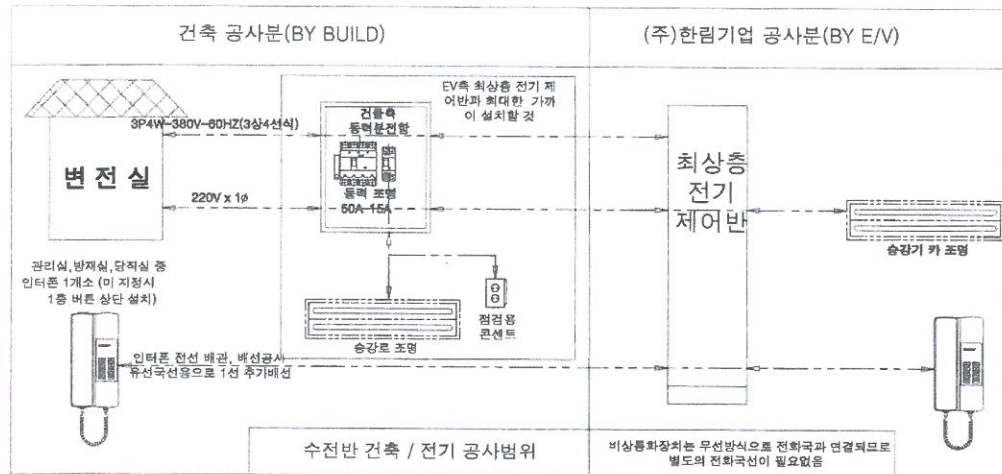 건축 공사분(BY BUILD)
(주)한림기업 공사분(BY E/V)
EV측 최상층 전기 제
어반과 최대한 가까
이 설치할 것
건물측
동력분전함
3P4W-380V-60HZ(3상4선식)
변전실
동력 조명
50A 15A
220V x 1ø
최상층
전기
제어반
승강기 카 조명
관리실,방재실,당직실 중
인터폰 1개소 (미 지정시
1층 버튼 상단 설치)
점검용
콘센트
승강로 조명
인터폰 전선 배관, 배선공사
유선국선용으로 1선 추가배선
수전반 건축 / 전기 공사범위
비상통화장치는 무선방식으로 전화국과 연결되므로
별도의 전화국선이 필요없음